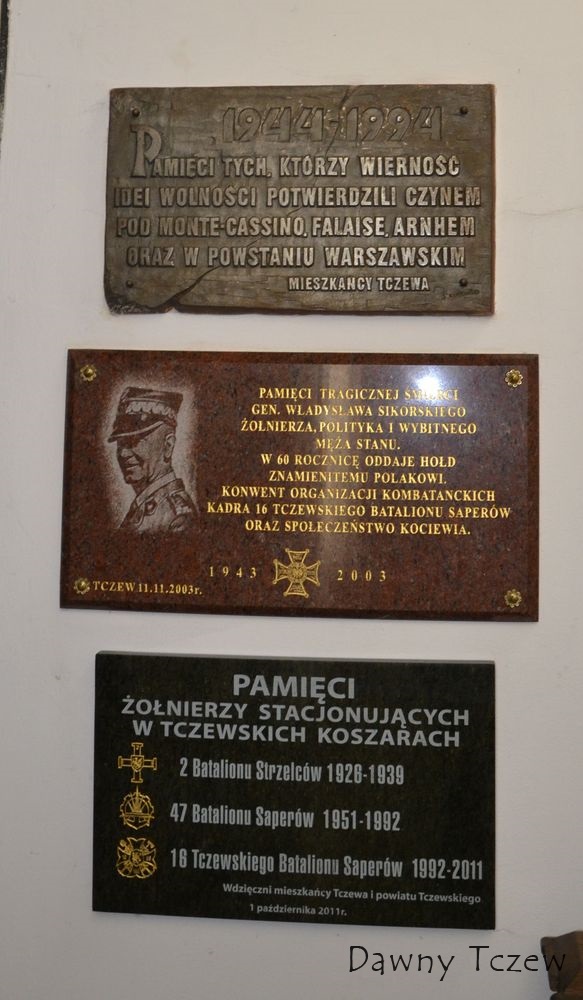 1944-1994
PAMIĘCI TYCH, KTÓRZY WIERNOŚĆ
IDEI WOLNOŚCI POTWIERDZILI CZYNEM
POD MONTE-CASSINO, FALAISE, ARNHEM
ORAZ W POWSTANIU WARSZAWSKIM
MIESZKAŃCY TCZEWA
PAMIĘCI TRAGICZNEJ ŚMIERCI
GEN. WŁADYSŁAWA SIKORSKIEGO
ŻOŁNIERZA, POLITYKA I WYBITNEGO
MĘŻA STANU.
W 60 ROCZNICĘ ODDAJE HOŁD
ZNAMIENITEMU POLAKOWI.
KONWENT ORGANIZACJI KOMBATANCKICH
KADRA 16 TCZEWSKIEGO BATALIONU SAPERÓW
ORAZ SPOŁECZEŃSTWO KOCIEWIA.
1943 2003
TCZEW 11.11.2003r.
PAMIĘCI
ŻOŁNIERZY STACJONUJĄCYCH
W TCZEWSKICH KOSZARACH
2 Batalionu Strzelców 1926-1939
47 Batalionu Saperów 1951-1992
16 Tczewskiego Batalionu Saperów 1992-2011
Wdzięczni mieszkańcy Tczewa i powiatu Tczewskiego
1 października 2011r.
Dawny Tczew